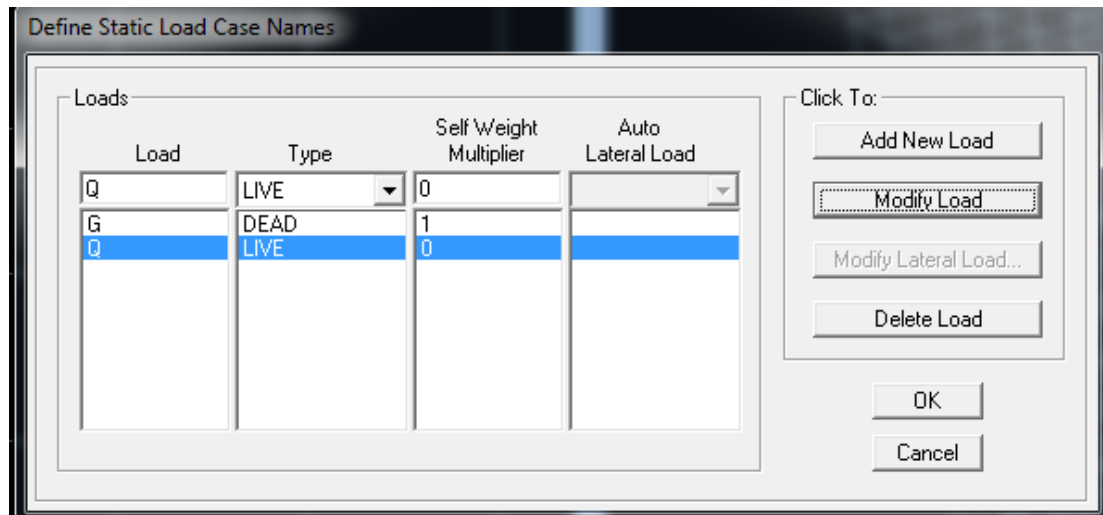 Define Static Load Case Names
Loads
Load Type Self Weight Multiplier Auto Lateral Load
Q LIVE 0
G DEAD 1
Q LIVE 0
Click To:
Add New Load
Modify Load
Modify Lateral Load...
Delete Load
OK
Cancel